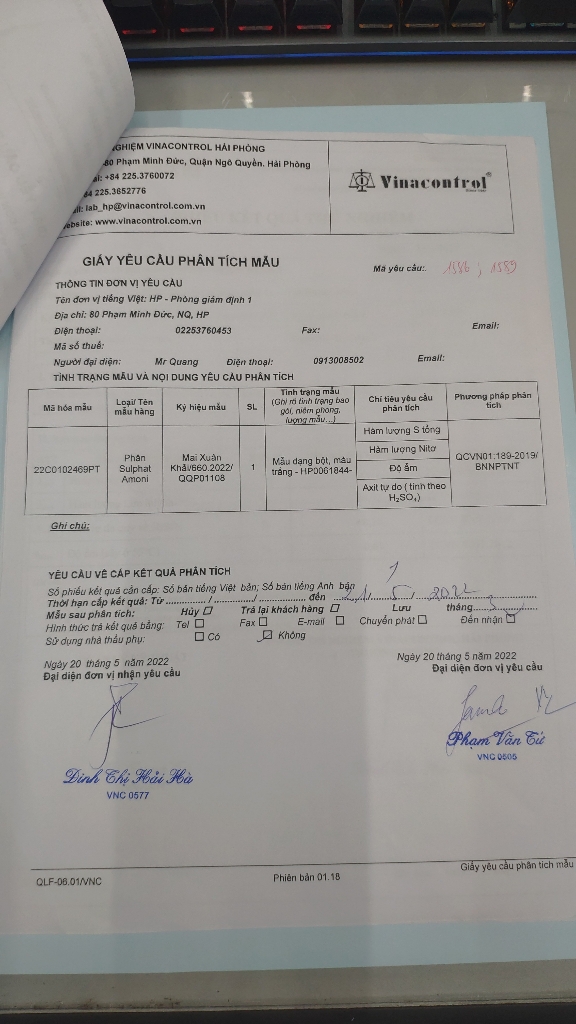 NGHIỆM VINACONTROL HẢI PHÒNG
80 Phạm Minh Đức, Quận Ngô Quyền. Hải Phòng
+84 225.3760072
225.3652776
lab_hp@vinacontrol.com.vn
website: www.vinacontrol.com.vn
Vinacontrol®
GIẤY YÊU CẦU PHÂN TÍCH MẪU
Mã yêu cầu: 1586 ; 1589
THÔNG TIN ĐƠN VỊ YÊU CẦU
Tên đơn vị tiếng Việt: HP - Phòng giám định 1
Địa chỉ: 80 Phạm Minh Đức, NQ, HP
Điện thoại: 02253760453 Fax: Email:
Mã số thuế:
Người đại diện: Mr Quang Điện thoại: 0913008502 Email:
TÌNH TRẠNG MẪU VÀ NỘI DUNG YÊU CẦU PHÂN TÍCH
Mã hóa mẫu
Loại/ Tên mẫu hàng
Ký hiệu mẫu
SL
Tình trạng mẫu (Ghi rõ tình trạng bao gói, niêm phong, lượng mẫu...)
Chỉ tiêu yêu cầu phân tích
Phương pháp phân tích
22C0102469PT
Phân Sulphat Amoni
Mai Xuân Khải/660.2022/QQP01108
1
Mẫu dạng bột, màu trắng - HP0061844-
Hàm lượng S tổng
Hàm lượng Nitơ
Độ ẩm
Axit tự do ( tính theo H₂SO₄)
QCVN01:189-2019/BNNPTNT
Ghi chú:
YÊU CẦU VỀ CẤP KẾT QUẢ PHÂN TÍCH
Số phiếu kết quả cần cấp: Số bản tiếng Việt bản; Số bản tiếng Anh bản 1
Thời hạn cấp kết quả: Từ ............. / ............. / ............. đến 21, 5, 2022
Mẫu sau phân tích: Hủy ☐ Trả lại khách hàng ☐ Lưu tháng 3
Hình thức trả kết quả bằng: Tel ☐ Fax ☐ E-mail ☐ Chuyển phát ☐ Đến nhận ☑
Sử dụng nhà thầu phụ: ☐ Có ☑ Không
Ngày 20 tháng 5 năm 2022
Đại diện đơn vị nhận yêu cầu
Đinh Thị Hải Hà
VNC 0577
Ngày 20 tháng 5 năm 2022
Đại diện đơn vị yêu cầu
Phạm Văn Tứ
VNC 0505
Giấy yêu cầu phân tích mẫu
QLF-06.01/VNC
Phiên bản 01.18